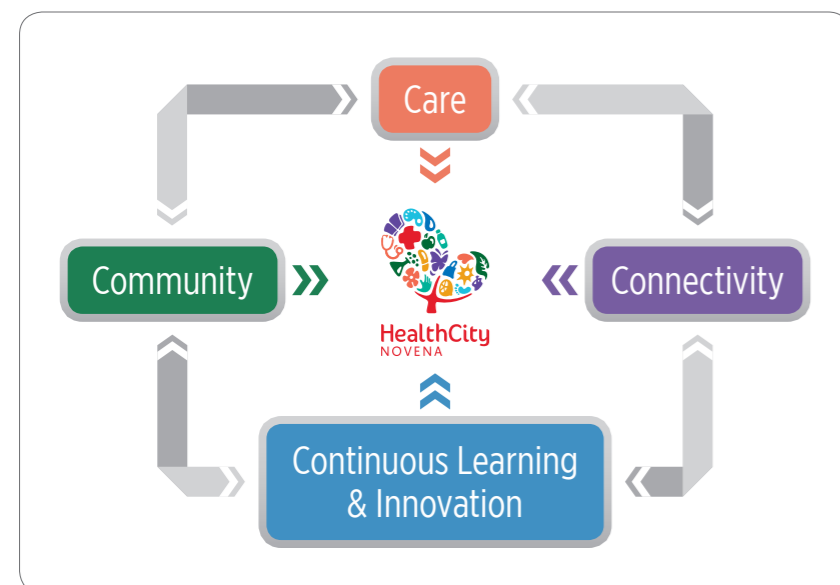 Care
Community
Connectivity
HealthCity
NOVENA
Continuous Learning
& Innovation